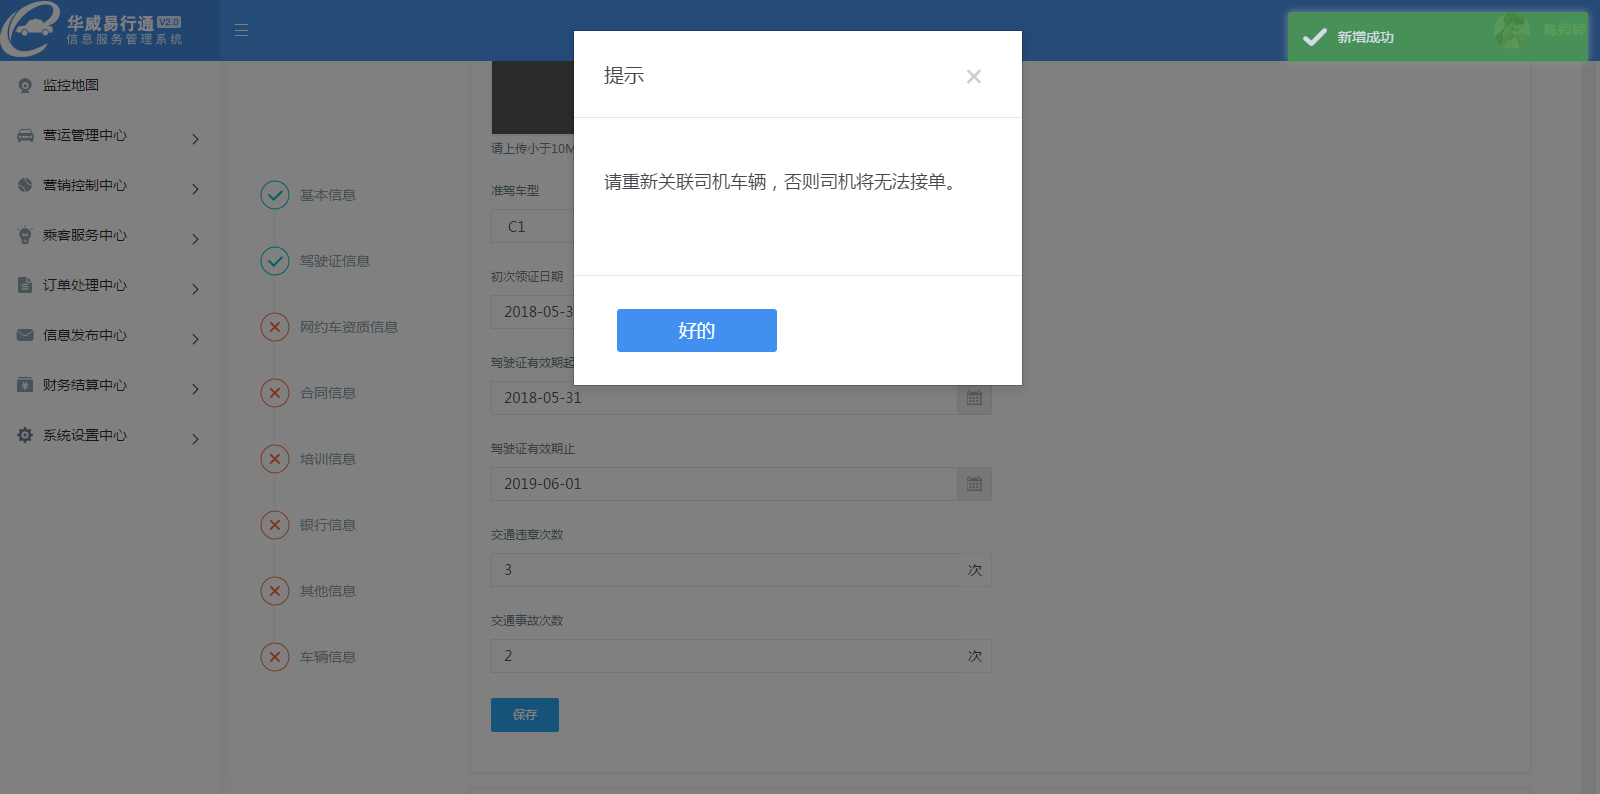 华威易行通 V2.0
信息服务管理系统
新增成功
陈婷婷
监控地图
营运管理中心
营销控制中心
乘客服务中心
订单处理中心
信息发布中心
财务结算中心
系统设置中心
基本信息
驾驶证信息
网约车资质信息
合同信息
培训信息
银行信息
其他信息
车辆信息
提示
请重新关联司机车辆，否则司机将无法接单。
好的
请上传小于10M
准驾车型
C1
初次领证日期
2018-05-3
驾驶证有效期起
2018-05-31
驾驶证有效期止
2019-06-01
交通违章次数
3 次
交通事故次数
2 次
保存